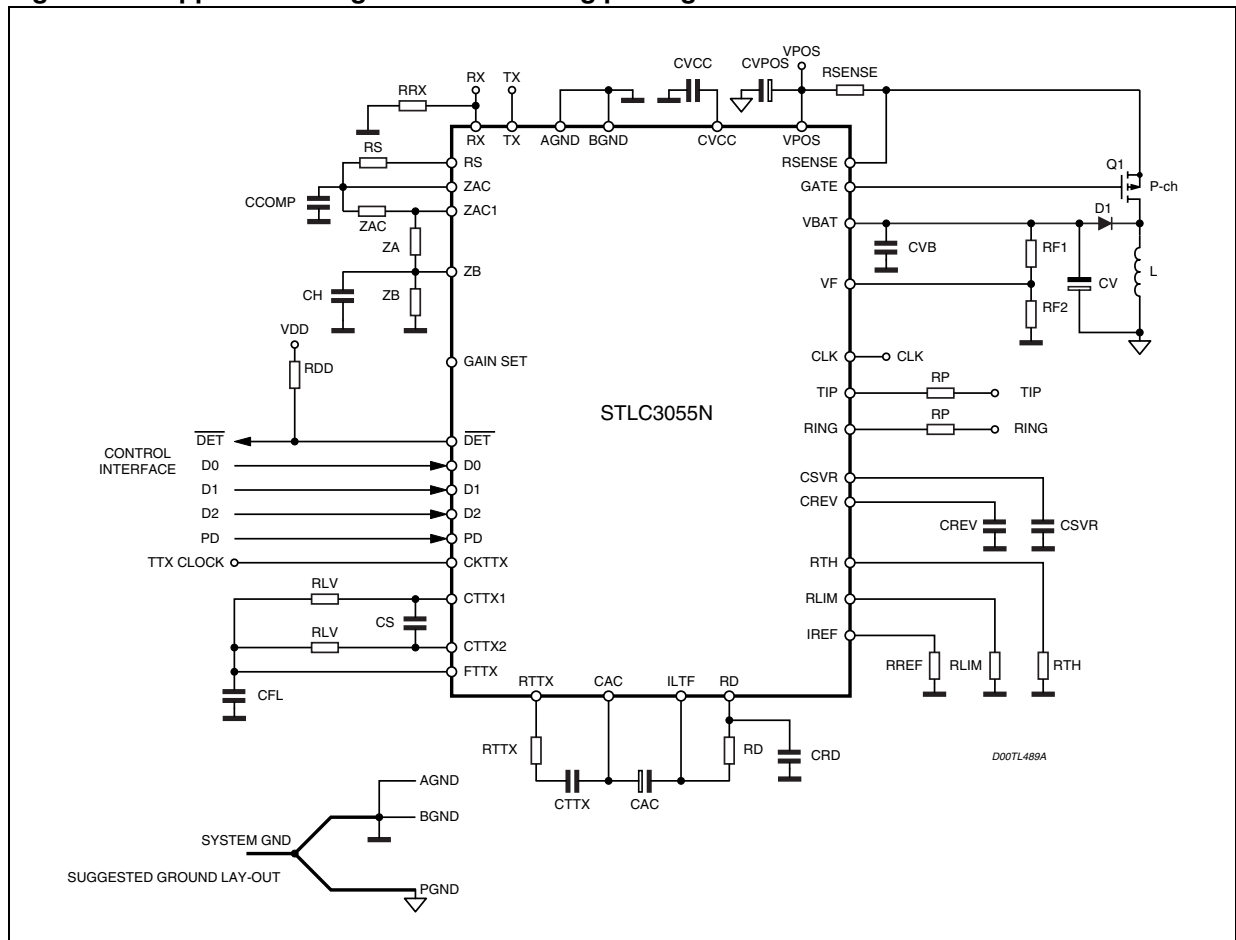 VPOS
RX TX CVCC CVPOS RSENSE
RRX
RX TX AGND BGND CVCC VPOS
RS RS RSENSE
Q1
ZAC GATE P-ch
CCOMP
ZAC ZAC1 VBAT D1
ZA CVB RF1
ZB VF CV L
CH ZB RF2
VDD
RDD GAIN SET CLK CLK
TIP RP TIP
STLC3055N
RING RP RING
DET DET
CONTROL
INTERFACE
D0 D0
D1 D1 CSVR
D2 D2 CREV CREV CSVR
PD PD
TTX CLOCK CKTTX RTH
RLV CTTX1 RLIM
CS
RLV CTTX2 IREF
FTTX RREF RLIM RTH
CFL RTTX CAC ILTF RD
RTTX RD CRD
D00TL489A
CTTX CAC
AGND
BGND
SYSTEM GND
SUGGESTED GROUND LAY-OUT
PGND